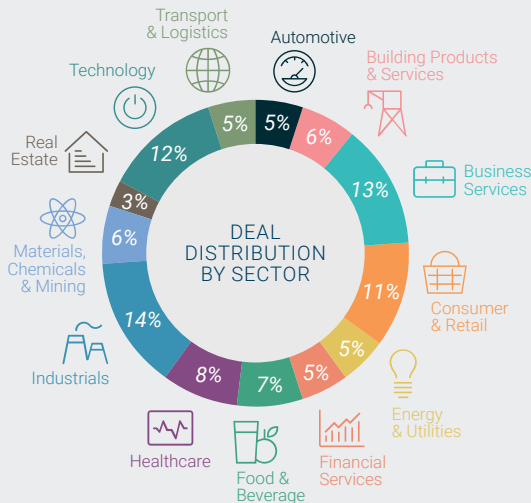 Transport
& Logistics
Automotive
Building Products
& Services
Technology
5%
5%
6%
Real
Estate
12%
13%
Business
Services
3%
DEAL
DISTRIBUTION
BY SECTOR
Materials,
Chemicals
& Mining
6%
11%
Consumer
& Retail
14%
5%
Industrials
8%
7%
5%
Energy
& Utilities
Healthcare
Food &
Beverage
Financial
Services